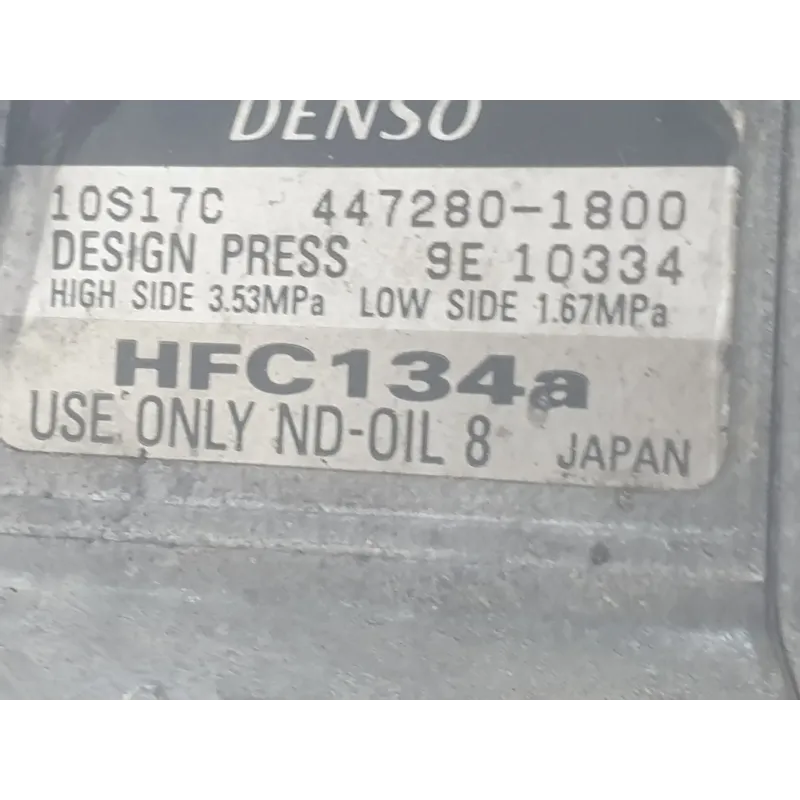 DENSO
10S17C 447280-1800
DESIGN PRESS 9E 10334
HIGH SIDE 3.53MPa LOW SIDE 1.67MPa
HFC134a
USE ONLY ND-OIL 8 JAPAN